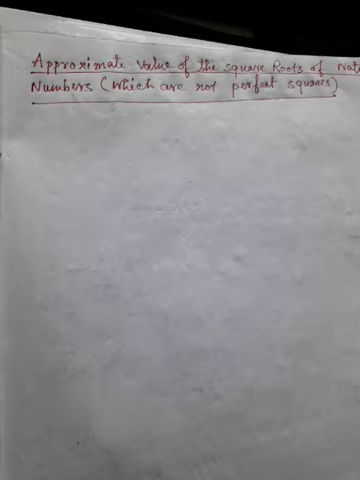 Approximate Value of the square Roots of Nat
Numbers (which are not perfect squares)